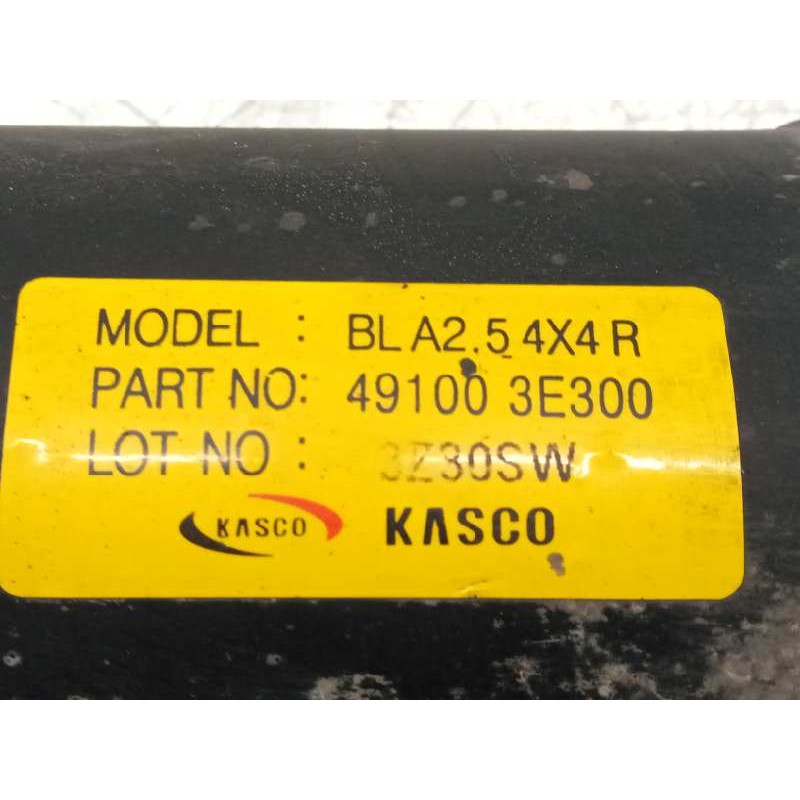 MODEL : BL A2.5 4X4 R
PART NO: 49100 3E300
LOT NO : 3Z30SW
KASCO KASCO